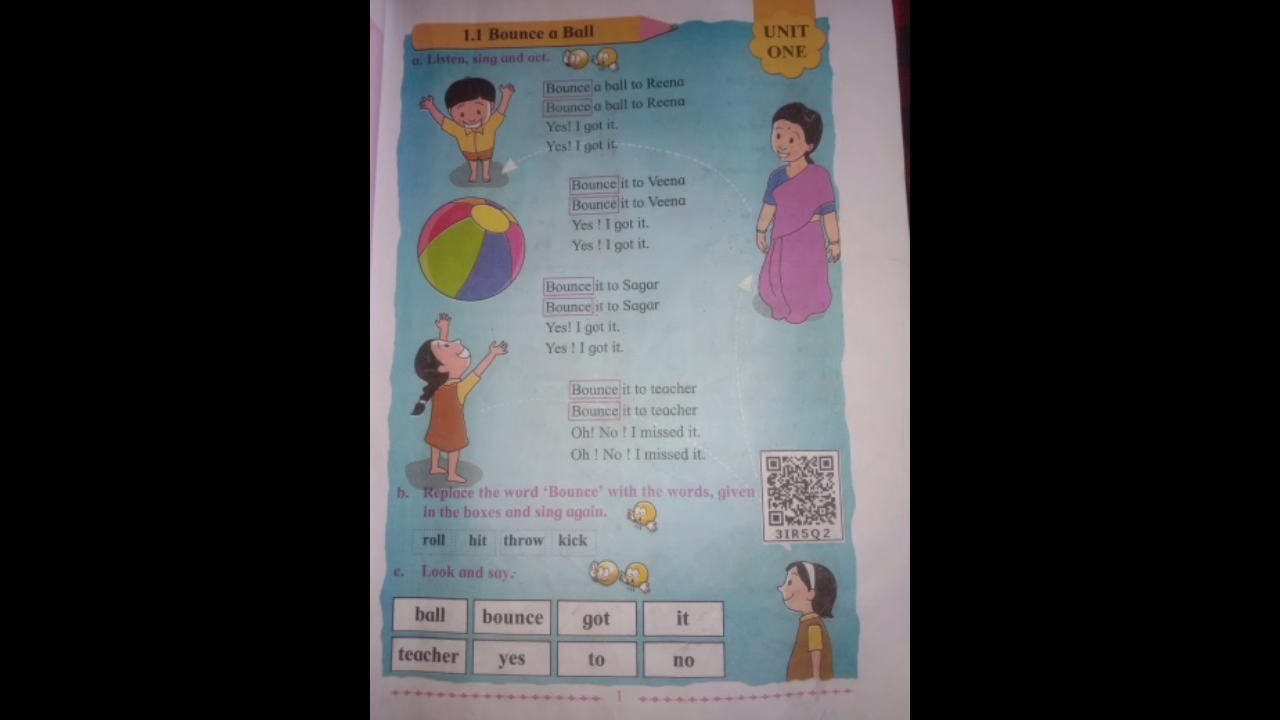 1.1 Bounce a Ball
UNIT
ONE
a. Listen, sing and act.
Bounce a ball to Reena
Bounce a ball to Reena
Yes! I got it.
Yes! I got it.
Bounce it to Veena
Bounce it to Veena
Yes ! I got it.
Yes ! I got it.
Bounce it to Sagar
Bounce it to Sagar
Yes! I got it.
Yes ! I got it.
Bounce it to teacher
Bounce it to teacher
Oh! No ! I missed it.
Oh ! No ! I missed it.
3IR5Q2
b. Replace the word ‘Bounce’ with the words, given
in the boxes and sing again.
roll hit throw kick
c. Look and say.
ball bounce got it
teacher yes to no
1